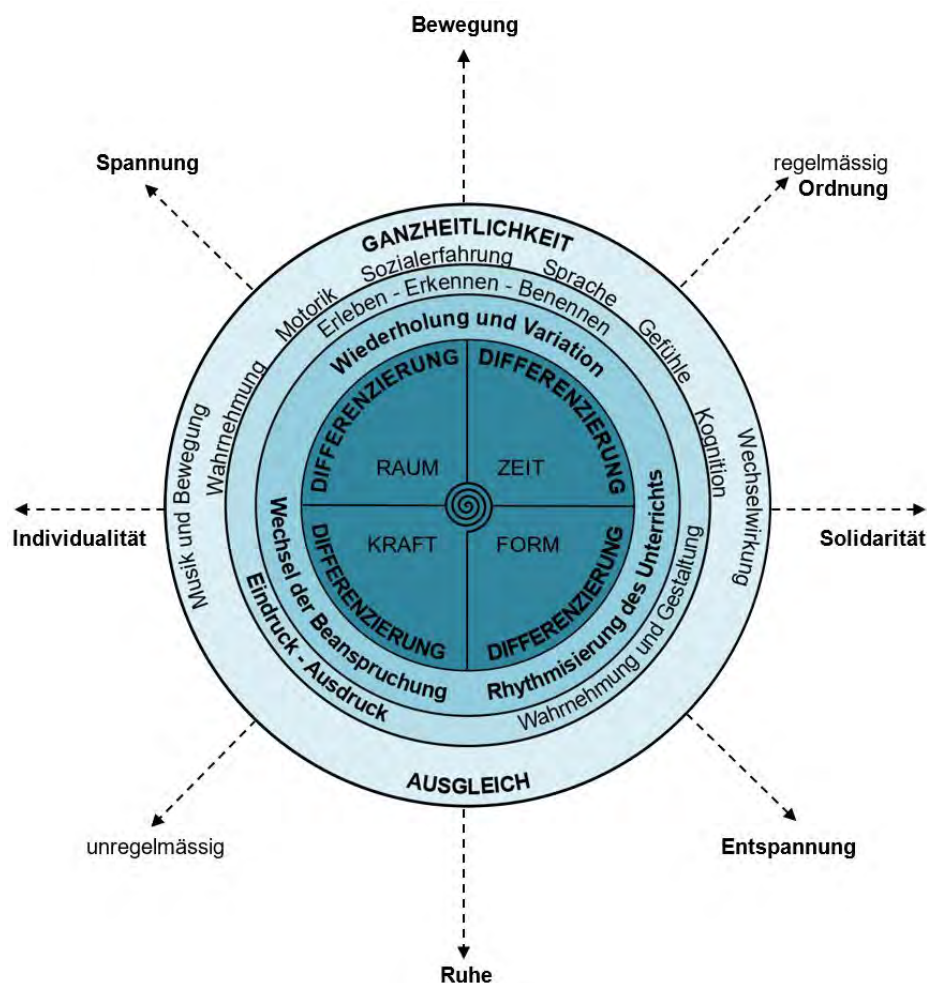 Bewegung
Spannung
regelmässig
Ordnung
GANZHEITLICHKEIT
Sozialerfahrung
Motorik
Sprache
Wahrnehmung
Gefühle
Kognition
Erleben - Erkennen - Benennen
Wiederholung und Variation
DIFFERENZIERUNG
DIFFERENZIERUNG
RAUM
ZEIT
Musik und Bewegung
Wechselwirkung
Individualität
Solidarität
KRAFT
FORM
DIFFERENZIERUNG
DIFFERENZIERUNG
Wechsel der Beanspruchung
Rhythmisierung des Unterrichts
Eindruck - Ausdruck
Wahrnehmung und Gestaltung
AUSGLEICH
unregelmässig
Entspannung
Ruhe